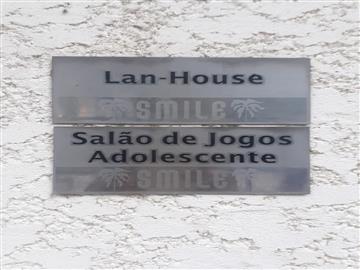 Lan-House
SMILE
Salão de Jogos
Adolescente
SMILE